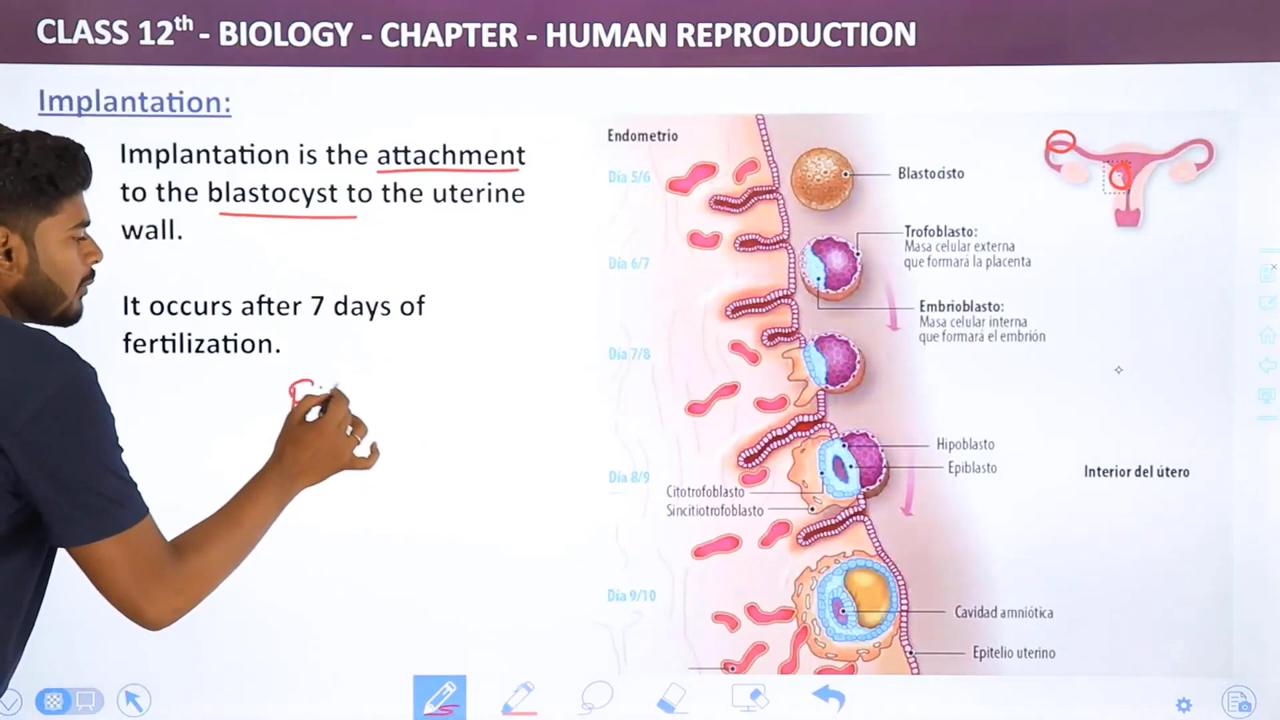 CLASS 12th - BIOLOGY - CHAPTER - HUMAN REPRODUCTION
Implantation:
Implantation is the attachment
to the blastocyst to the uterine
wall.
It occurs after 7 days of
fertilization.
Endometrio
Día 5/6
Blastocisto
Trofoblasto:
Masa celular externa
que formará la placenta
Día 6/7
Embrioblasto:
Masa celular interna
que formará el embrión
Día 7/8
Hipoblasto
Epiblasto
Interior del útero
Día 8/9
Citotrofoblasto
Sincitiotrofoblasto
Día 9/10
Cavidad amniótica
Epitelio uterino